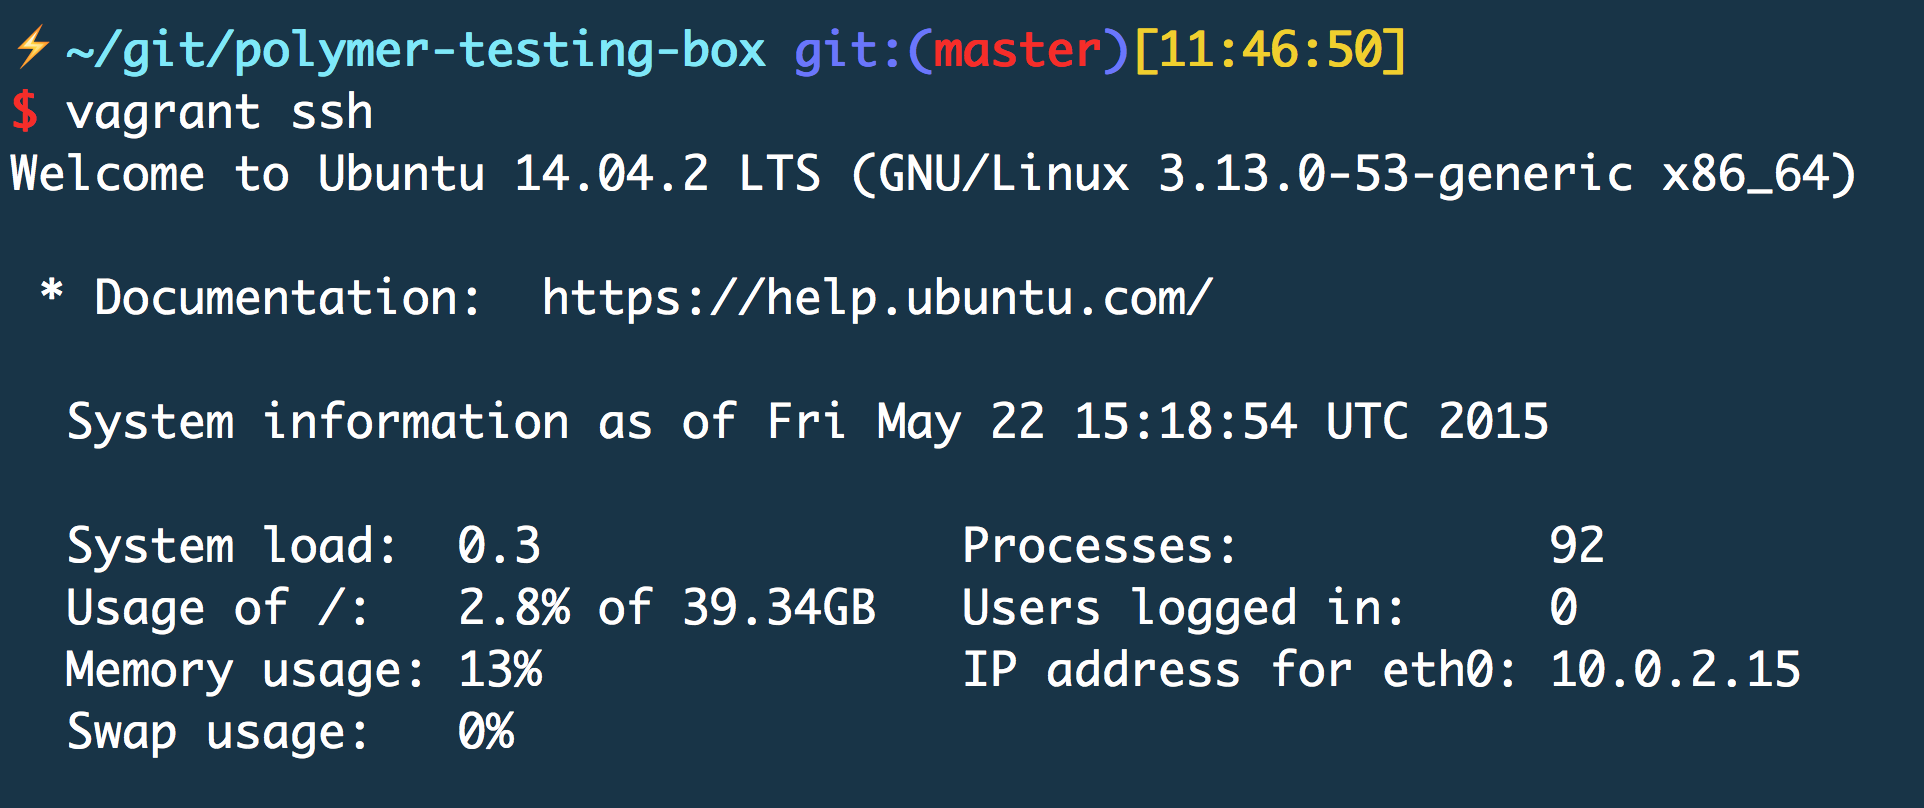 ⚡ ~/git/polymer-testing-box git:(master)[11:46:50]
$ vagrant ssh
Welcome to Ubuntu 14.04.2 LTS (GNU/Linux 3.13.0-53-generic x86_64)
* Documentation:  https://help.ubuntu.com/
System information as of Fri May 22 15:18:54 UTC 2015
System load:   0.3               Processes:           92
Usage of /:   2.8% of 39.34GB   Users logged in:     0
Memory usage: 13%               IP address for eth0: 10.0.2.15
Swap usage:   0%